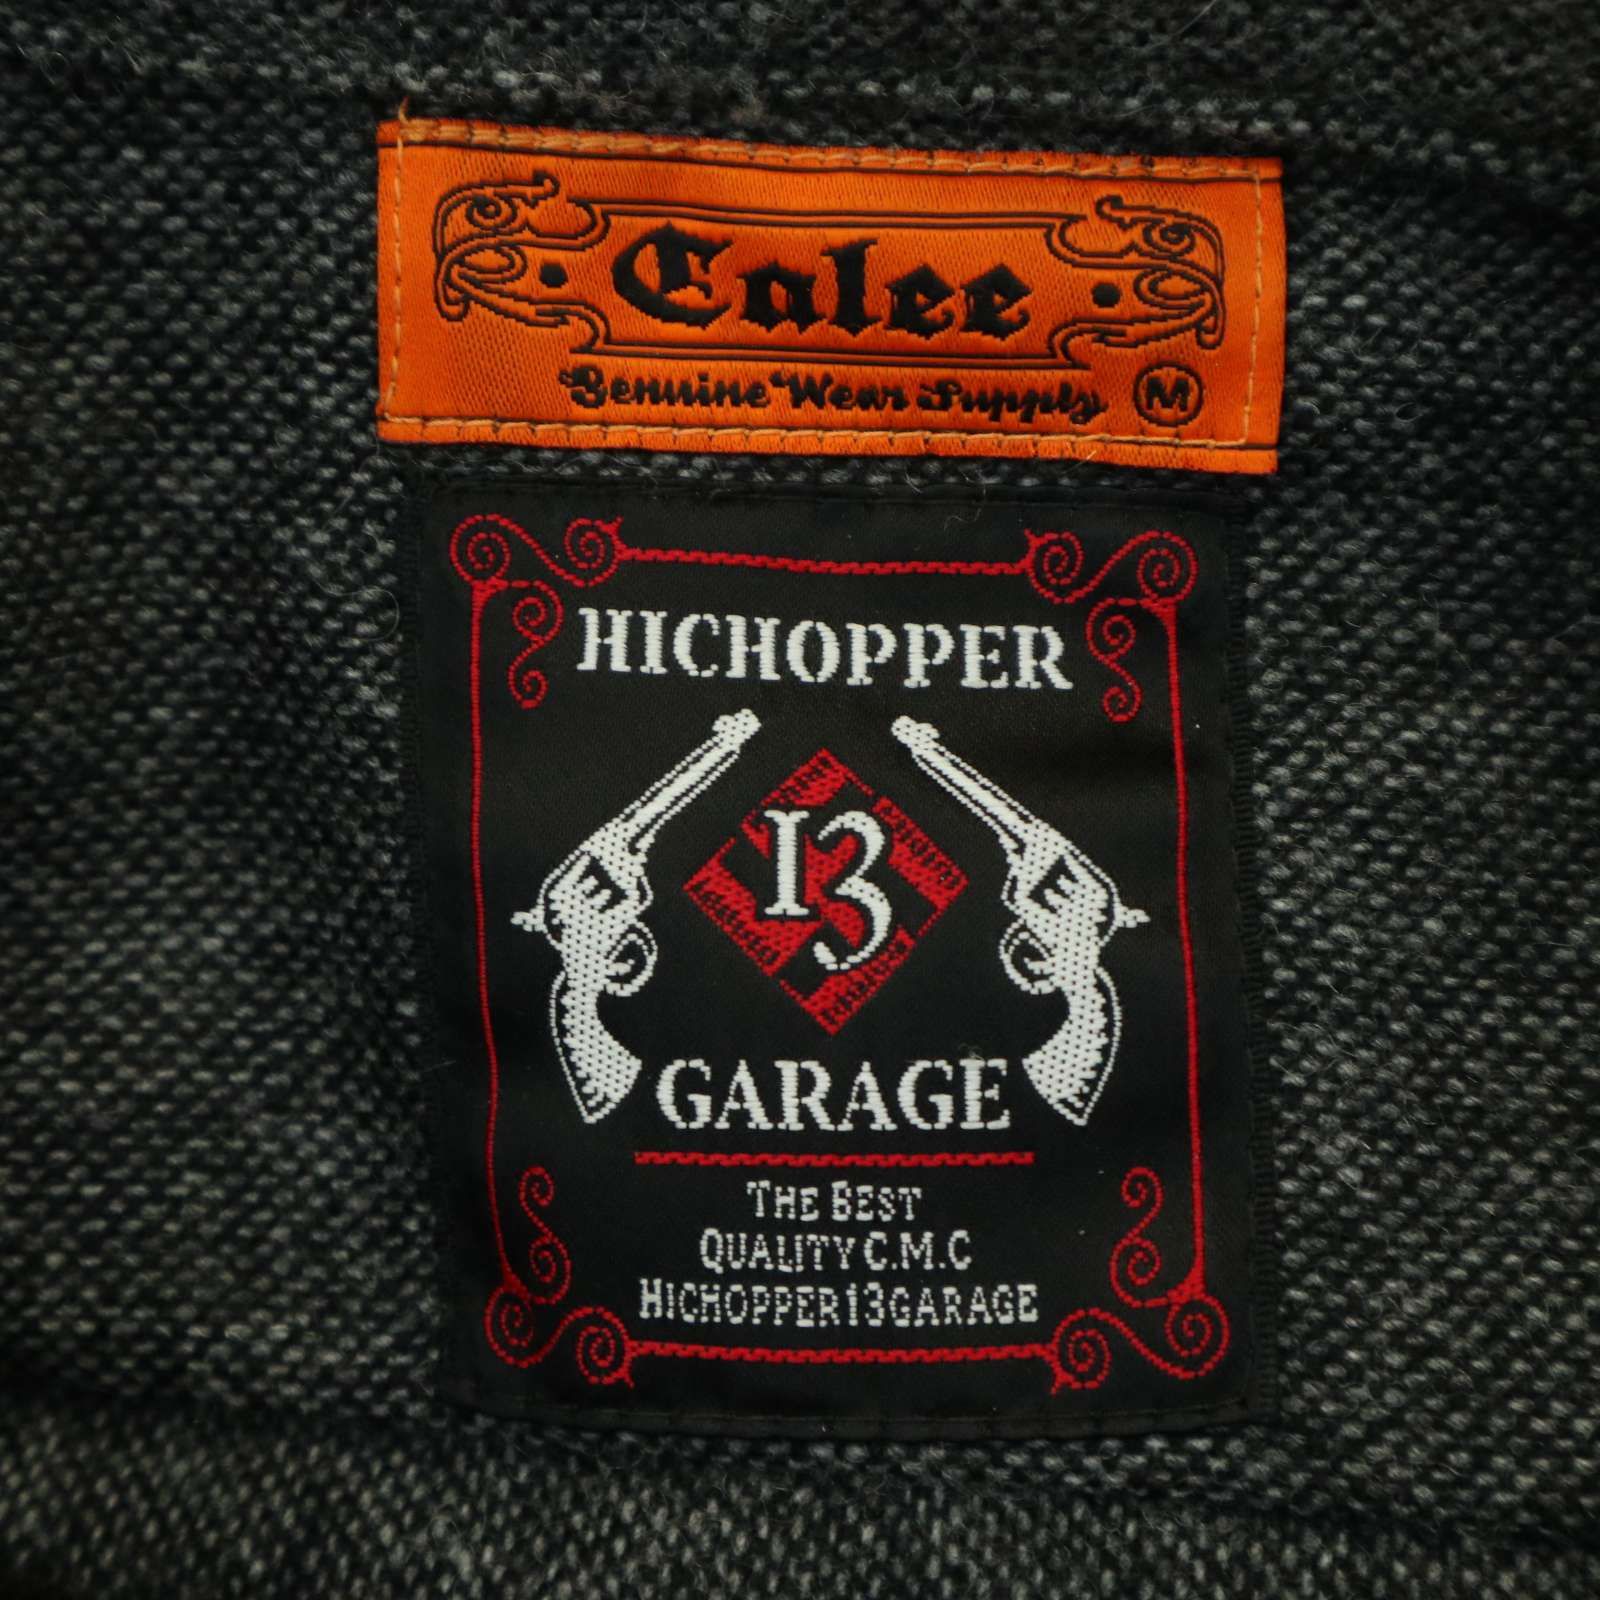 Calee
Genuine Wear Supply M
HICHOPPER
13
GARAGE
THE BEST
QUALITY C.M.C
HICHOPPER13GARAGE